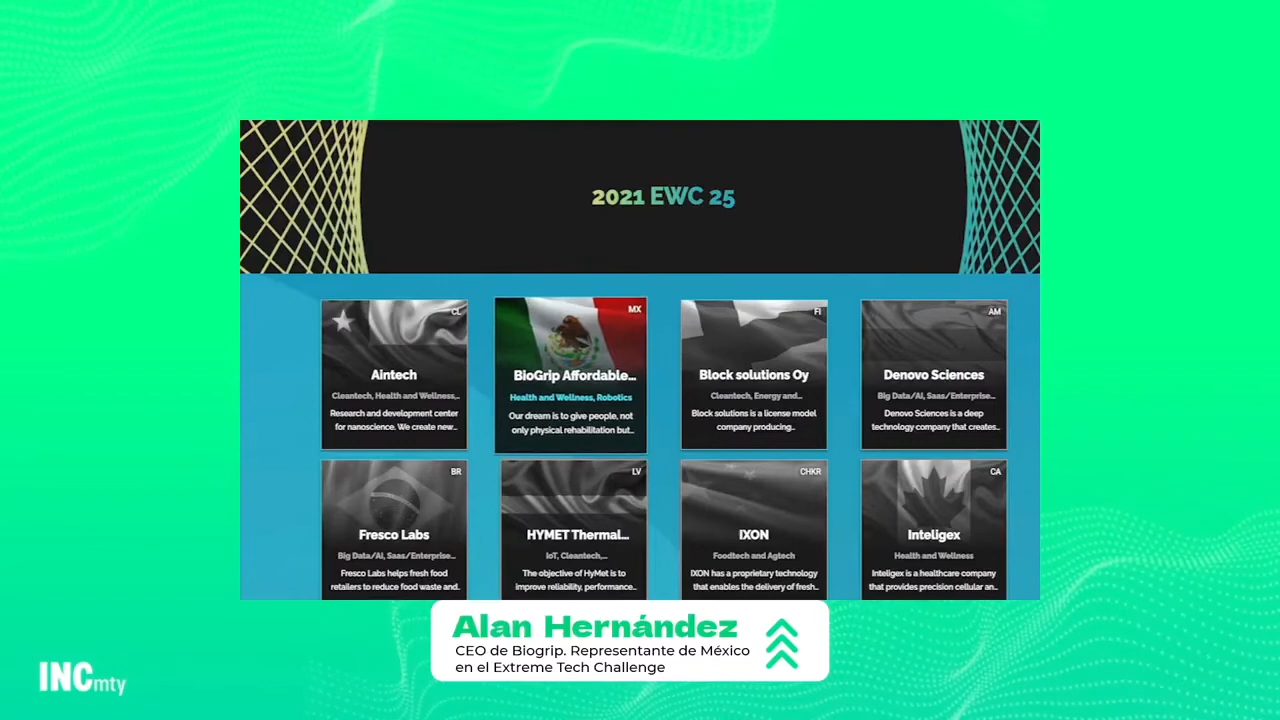 2021 EWC 25
CL
Aintech
Cleantech, Health and Wellness,..
Research and development center
for nanoscience. We create new...
MX
BioGrip Affordable...
Health and Wellness, Robotics
Our dream is to give people, not
only physical rehabilitation but...
FI
Block solutions Oy
Cleantech, Energy and...
Block solutions is a license model
company producing...
AM
Denovo Sciences
Big Data/AI, Saas/Enterprise...
Denovo Sciences is a deep
technology company that creates...
BR
Fresco Labs
Big Data/AI, Saas/Enterprise...
Fresco Labs helps fresh food
retailers to reduce food waste and...
LV
HYMET Thermal...
IoT, Cleantech,...
The objective of HyMet is to
improve reliability, performance...
CHKR
IXON
Foodtech and Agtech
IXON has a proprietary technology
that enables the delivery of fresh...
CA
Inteligex
Health and Wellness
Inteligex is a healthcare company
that provides precision cellular an...
Alan Hernández
CEO de Biogrip. Representante de México
en el Extreme Tech Challenge
INCmty